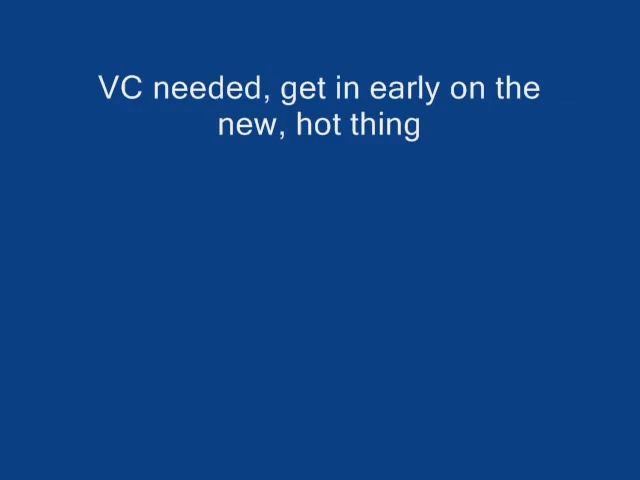 VC needed, get in early on the
new, hot thing